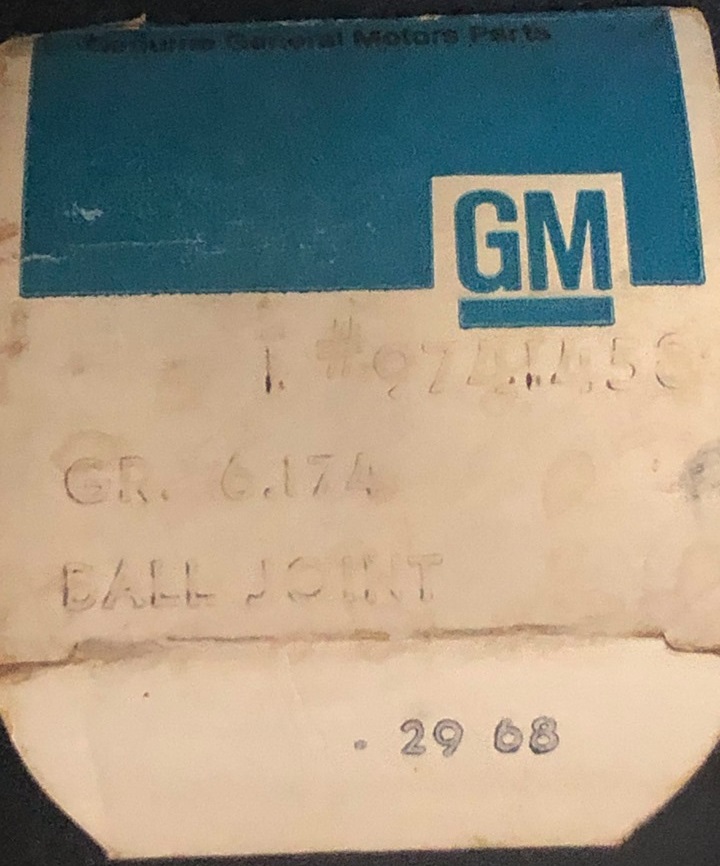 Genuine General Motors Parts
GM
1. #
GR. 6.174
BALL JOINT
. 29 68